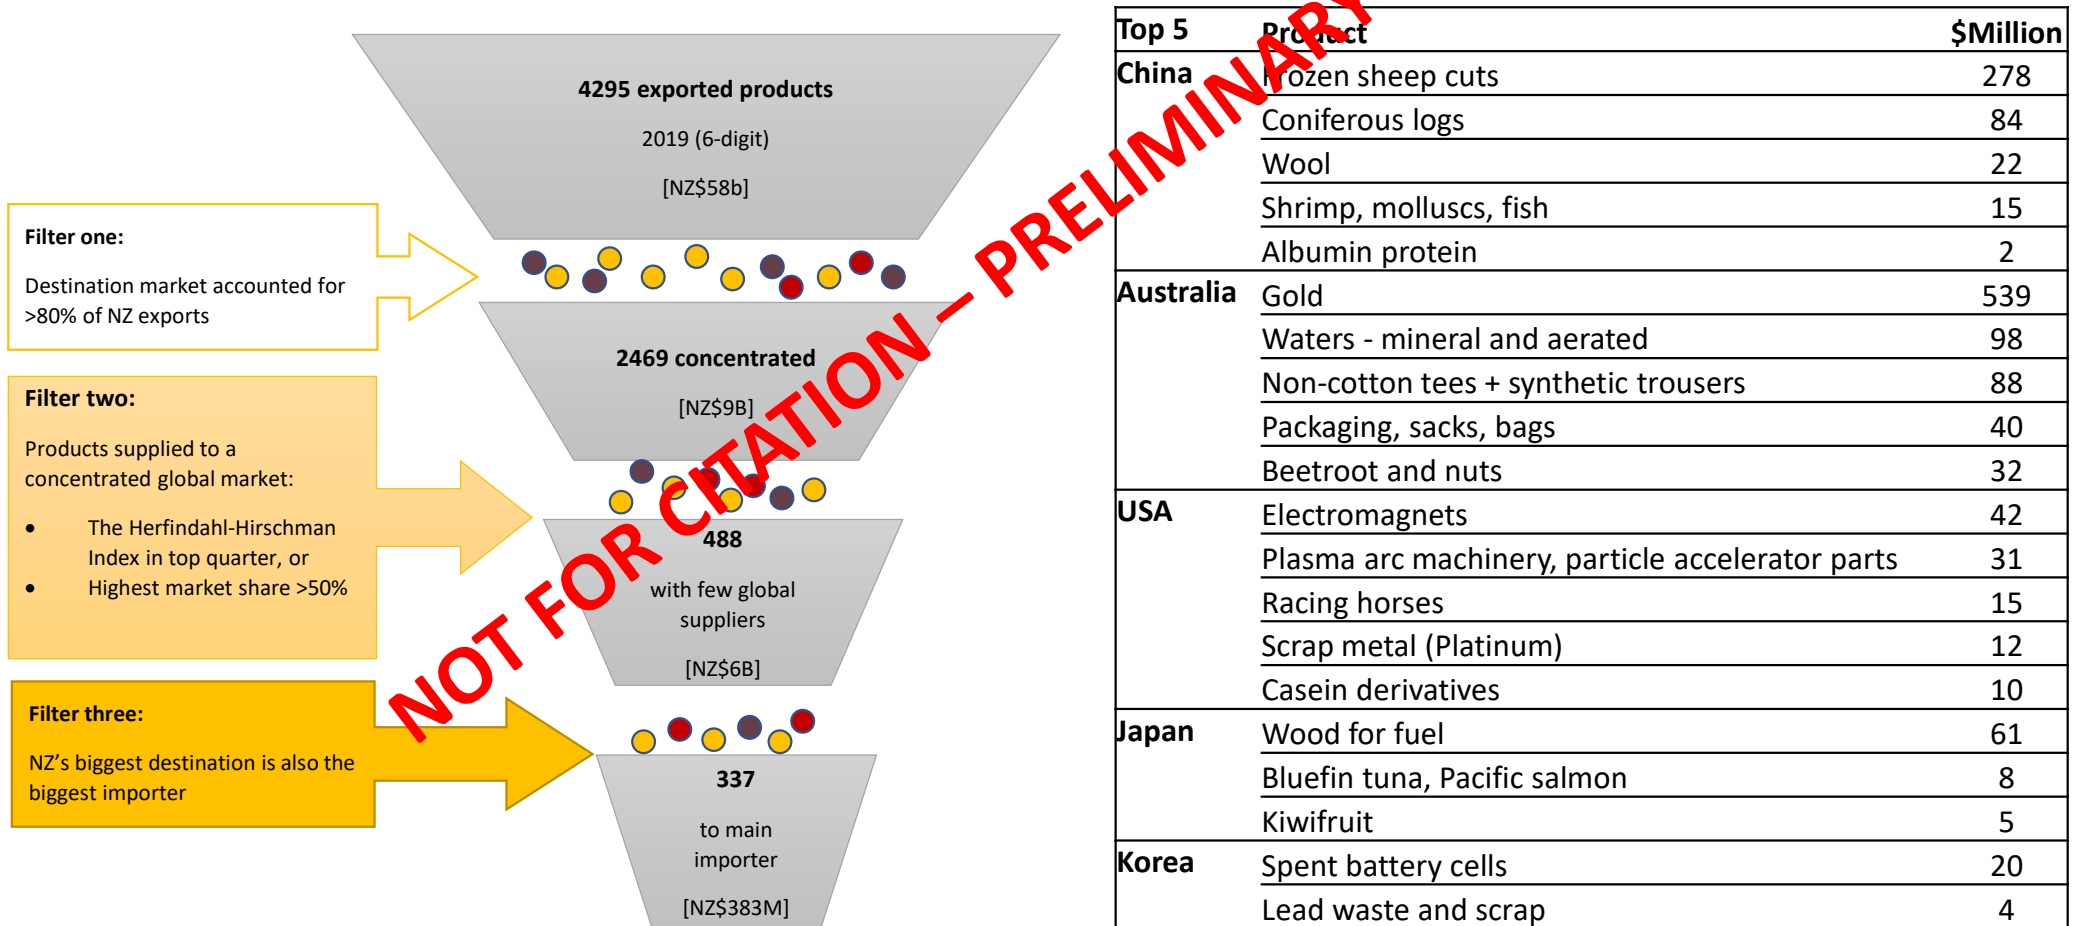 4295 exported products
2019 (6-digit)
[NZ$58b]
Filter one:
Destination market accounted for
>80% of NZ exports
2469 concentrated
[NZ$9B]
Filter two:
Products supplied to a
concentrated global market:
• The Herfindahl-Hirschman
Index in top quarter, or
• Highest market share >50%
488
with few global
suppliers
[NZ$6B]
Filter three:
NZ's biggest destination is also the
biggest importer
337
to main
importer
[NZ$383M]
NOT FOR CITATION – PRELIMINARY
Top 5 Product $Million
China Frozen sheep cuts 278
Coniferous logs 84
Wool 22
Shrimp, molluscs, fish 15
Albumin protein 2
Australia Gold 539
Waters - mineral and aerated 98
Non-cotton tees + synthetic trousers 88
Packaging, sacks, bags 40
Beetroot and nuts 32
USA Electromagnets 42
Plasma arc machinery, particle accelerator parts 31
Racing horses 15
Scrap metal (Platinum) 12
Casein derivatives 10
Japan Wood for fuel 61
Bluefin tuna, Pacific salmon 8
Kiwifruit 5
Korea Spent battery cells 20
Lead waste and scrap 4